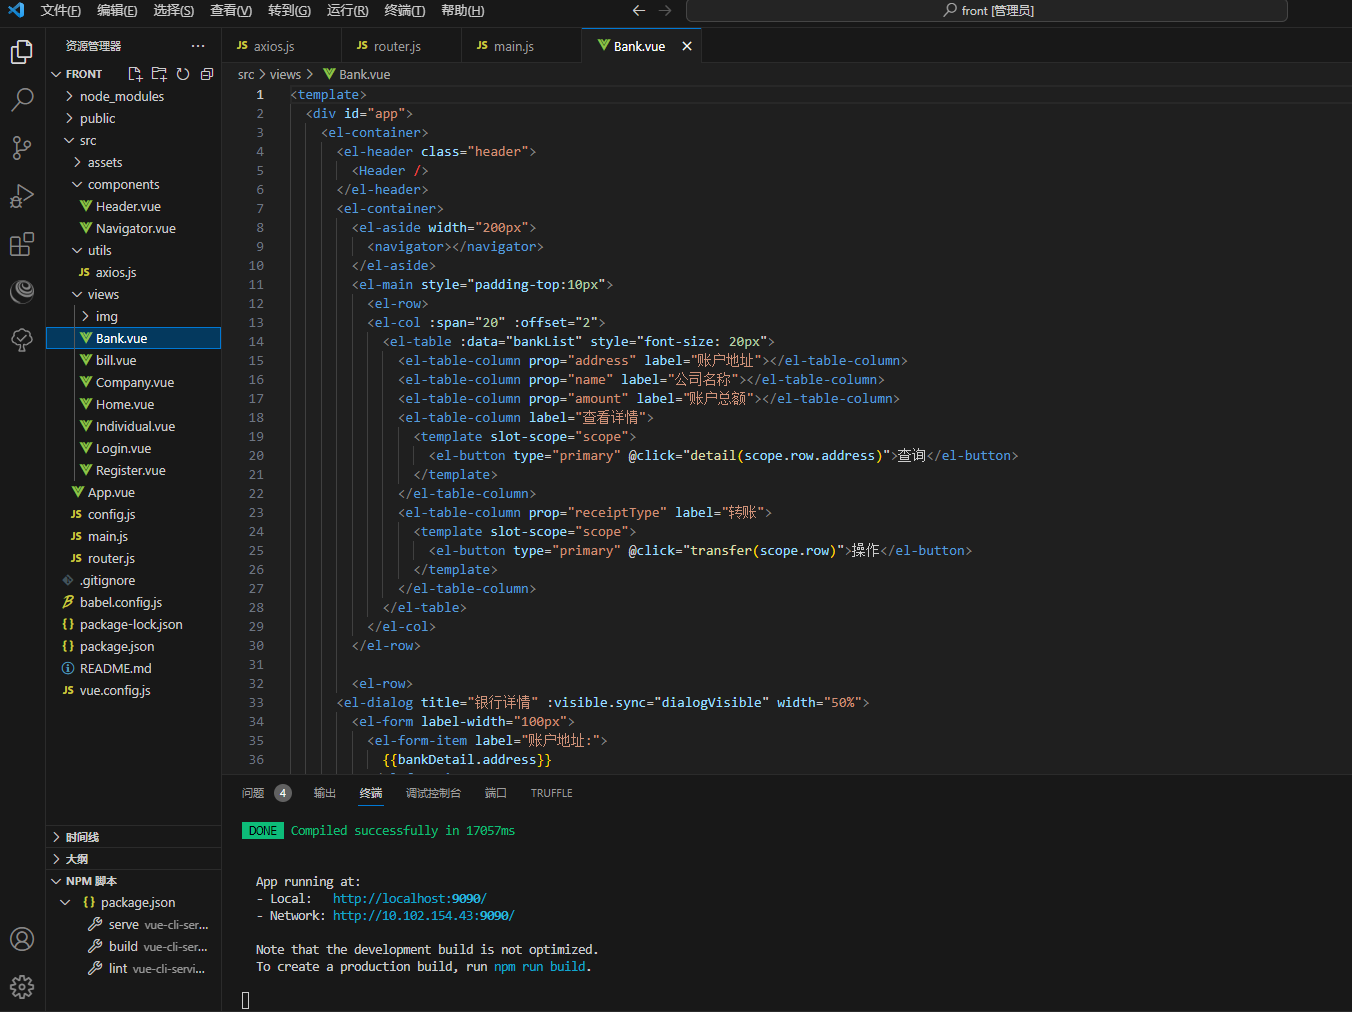 文件(F) 编辑(E) 选择(S) 查看(V) 转到(G) 运行(R) 终端(T) 帮助(H)
front [管理员]
资源管理器
FRONT
node_modules
public
src
assets
components
Header.vue
Navigator.vue
utils
JS axios.js
views
img
Bank.vue
bill.vue
Company.vue
Home.vue
Individual.vue
Login.vue
Register.vue
App.vue
JS config.js
JS main.js
JS router.js
.gitignore
babel.config.js
{} package-lock.json
{} package.json
README.md
JS vue.config.js
时间线
大纲
NPM 脚本
{} package.json
serve vue-cli-ser...
build vue-cli-ser...
lint vue-cli-servi...
JS axios.js
JS router.js
JS main.js
Bank.vue
src > views > Bank.vue
1 <template>
2 <div id="app">
3 <el-container>
4 <el-header class="header">
5 <Header />
6 </el-header>
7 <el-container>
8 <el-aside width="200px">
9 <navigator></navigator>
10 </el-aside>
11 <el-main style="padding-top:10px">
12 <el-row>
13 <el-col :span="20" :offset="2">
14 <el-table :data="bankList" style="font-size: 20px">
15 <el-table-column prop="address" label="账户地址"></el-table-column>
16 <el-table-column prop="name" label="公司名称"></el-table-column>
17 <el-table-column prop="amount" label="账户总额"></el-table-column>
18 <el-table-column label="查看详情">
19 <template slot-scope="scope">
20 <el-button type="primary" @click="detail(scope.row.address)">查询</el-button>
21 </template>
22 </el-table-column>
23 <el-table-column prop="receiptType" label="转账">
24 <template slot-scope="scope">
25 <el-button type="primary" @click="transfer(scope.row)">操作</el-button>
26 </template>
27 </el-table-column>
28 </el-table>
29 </el-col>
30 </el-row>
31
32 <el-row>
33 <el-dialog title="银行详情" :visible.sync="dialogVisible" width="50%">
34 <el-form label-width="100px">
35 <el-form-item label="账户地址:">
36 {{bankDetail.address}}
问题 4 输出 终端 调试控制台 端口 TRUFFLE
DONE Compiled successfully in 17057ms
App running at:
- Local: http://localhost:9090/
- Network: http://10.102.154.43:9090/
Note that the development build is not optimized.
To create a production build, run npm run build.